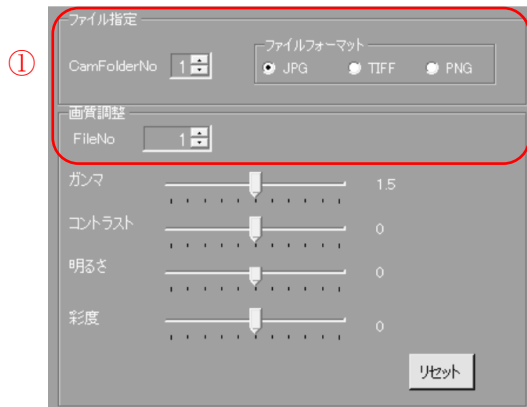 ファイル指定
①
CamFolderNo 1
ファイルフォーマット
JPG TIFF PNG
画質調整
FileNo 1
ガンマ 1.5
コントラスト 0
明るさ 0
彩度 0
リセット